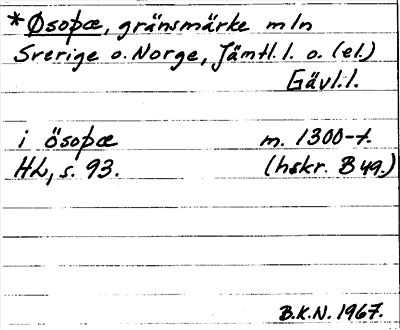 *Øsoþæ, gränsmärke mln
Sverige o. Norge, Jämtl. l. o. (el.)
Gävl. l.
i ösoþæ m. 1300-t.
HL, s. 93. (hskr. B 49.)
B.K.N. 1967.